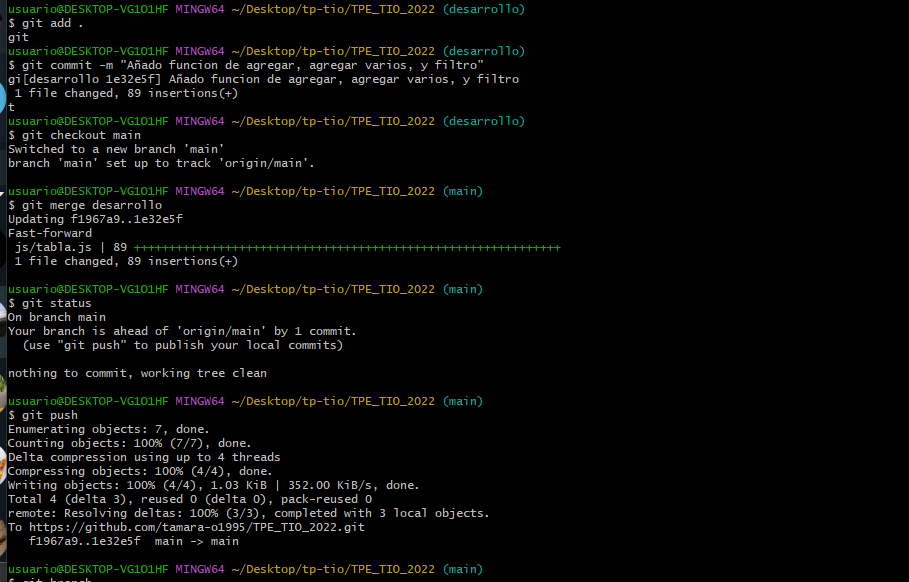 usuario@DESKTOP-VG1O1HF MINGW64 ~/Desktop/tp-tio/TPE_TIO_2022 (desarrollo)
$ git add .
git
usuario@DESKTOP-VG1O1HF MINGW64 ~/Desktop/tp-tio/TPE_TIO_2022 (desarrollo)
$ git commit -m "Añado funcion de agregar, agregar varios, y filtro"
gi[desarrollo 1e32e5f] Añado funcion de agregar, agregar varios, y filtro
 1 file changed, 89 insertions(+)
t
usuario@DESKTOP-VG1O1HF MINGW64 ~/Desktop/tp-tio/TPE_TIO_2022 (desarrollo)
$ git checkout main
Switched to a new branch 'main'
branch 'main' set up to track 'origin/main'.
usuario@DESKTOP-VG1O1HF MINGW64 ~/Desktop/tp-tio/TPE_TIO_2022 (main)
$ git merge desarrollo
Updating f1967a9..1e32e5f
Fast-forward
 js/tabla.js | 89 +++++++++++++++++++++++++++++++++++++++++++++++++++++++++++++
 1 file changed, 89 insertions(+)
usuario@DESKTOP-VG1O1HF MINGW64 ~/Desktop/tp-tio/TPE_TIO_2022 (main)
$ git status
On branch main
Your branch is ahead of 'origin/main' by 1 commit.
  (use "git push" to publish your local commits)
nothing to commit, working tree clean
usuario@DESKTOP-VG1O1HF MINGW64 ~/Desktop/tp-tio/TPE_TIO_2022 (main)
$ git push
Enumerating objects: 7, done.
Counting objects: 100% (7/7), done.
Delta compression using up to 4 threads
Compressing objects: 100% (4/4), done.
Writing objects: 100% (4/4), 1.03 KiB | 352.00 KiB/s, done.
Total 4 (delta 3), reused 0 (delta 0), pack-reused 0
remote: Resolving deltas: 100% (3/3), completed with 3 local objects.
To https://github.com/tamara-o1995/TPE_TIO_2022.git
   f1967a9..1e32e5f  main -> main
usuario@DESKTOP-VG1O1HF MINGW64 ~/Desktop/tp-tio/TPE_TIO_2022 (main)
$ git branch